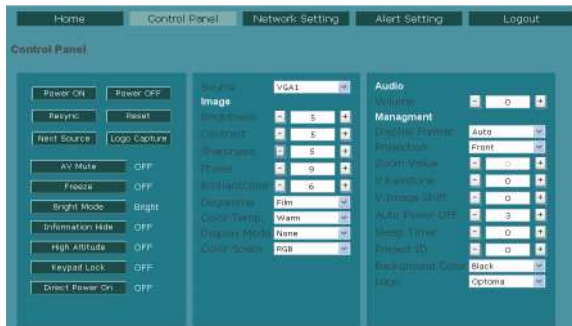 Home Control Panel Network Setting Alert Setting Logout
Control Panel
Power ON Power OFF
Resync Reset
Next Source Logo Capture
AV Mute OFF
Freeze OFF
Bright Mode Bright
Information Hide OFF
High Altitude OFF
Keypad Lock OFF
Direct Power On OFF
Source VGA1
Image
Brightness - 5 +
Contrast - 5 +
Sharpness - 5 +
Phase - 9 +
BrilliantColor - 6 +
Degamma Film
Color Temp. Warm
Display Mode None
Color Space RGB
Audio
Volume - 0 +
Managment
Display Format Auto
Projection Front
Zoom Value - 0 +
V Keystone - 0 +
V Image Shift - 0 +
Auto Power OFF - 3 +
Sleep Timer - 0 +
Project ID - 0 +
Background Color Black
Logo Optoma